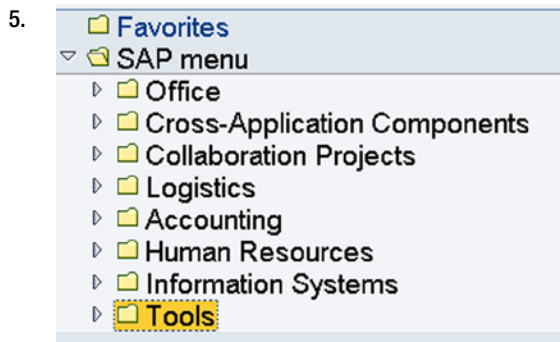 5.
Favorites
SAP menu
Office
Cross-Application Components
Collaboration Projects
Logistics
Accounting
Human Resources
Information Systems
Tools